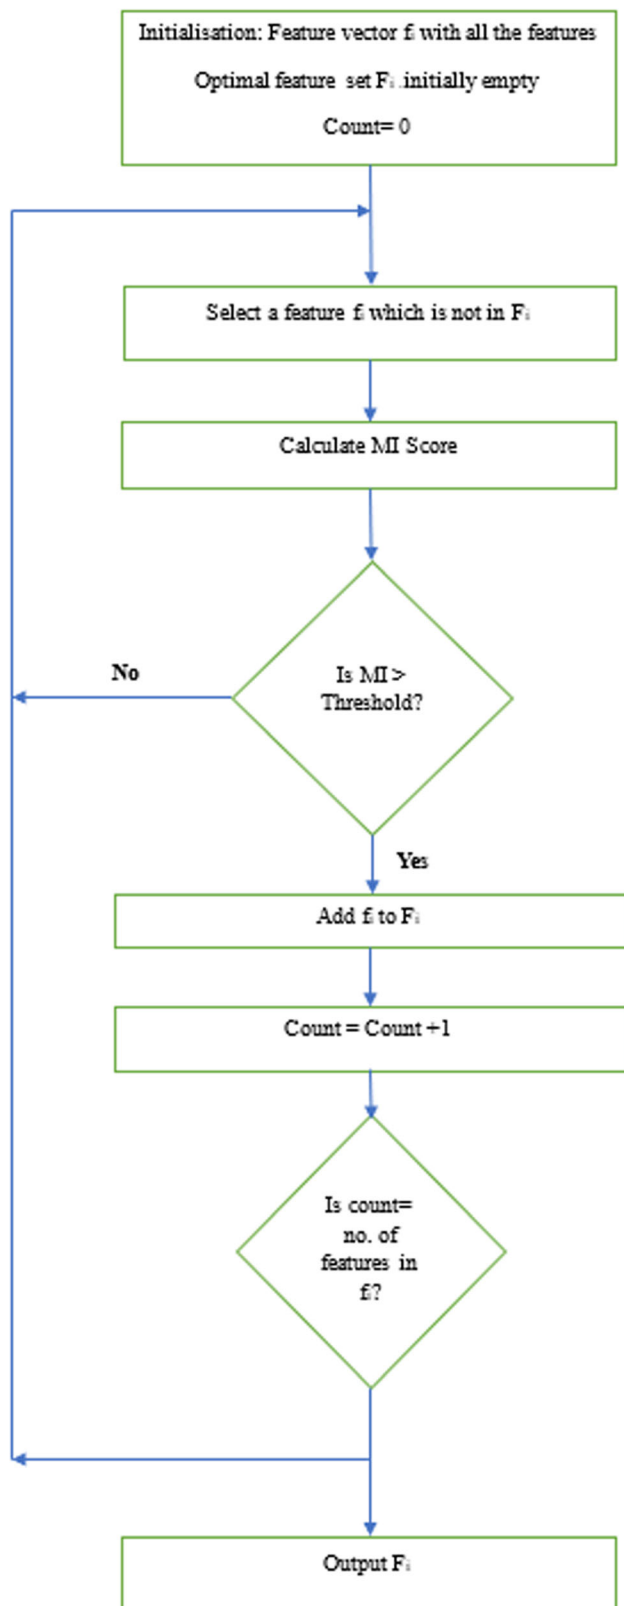 Initialisation: Feature vector fᵢ with all the features
Optimal feature set Fᵢ .initially empty
Count= 0
Select a feature fᵢ which is not in Fᵢ
Calculate MI Score
Is MI >
Threshold?
No
Yes
Add fᵢ to Fᵢ
Count = Count +1
Is count=
no. of
features in
fᵢ?
Output Fᵢ